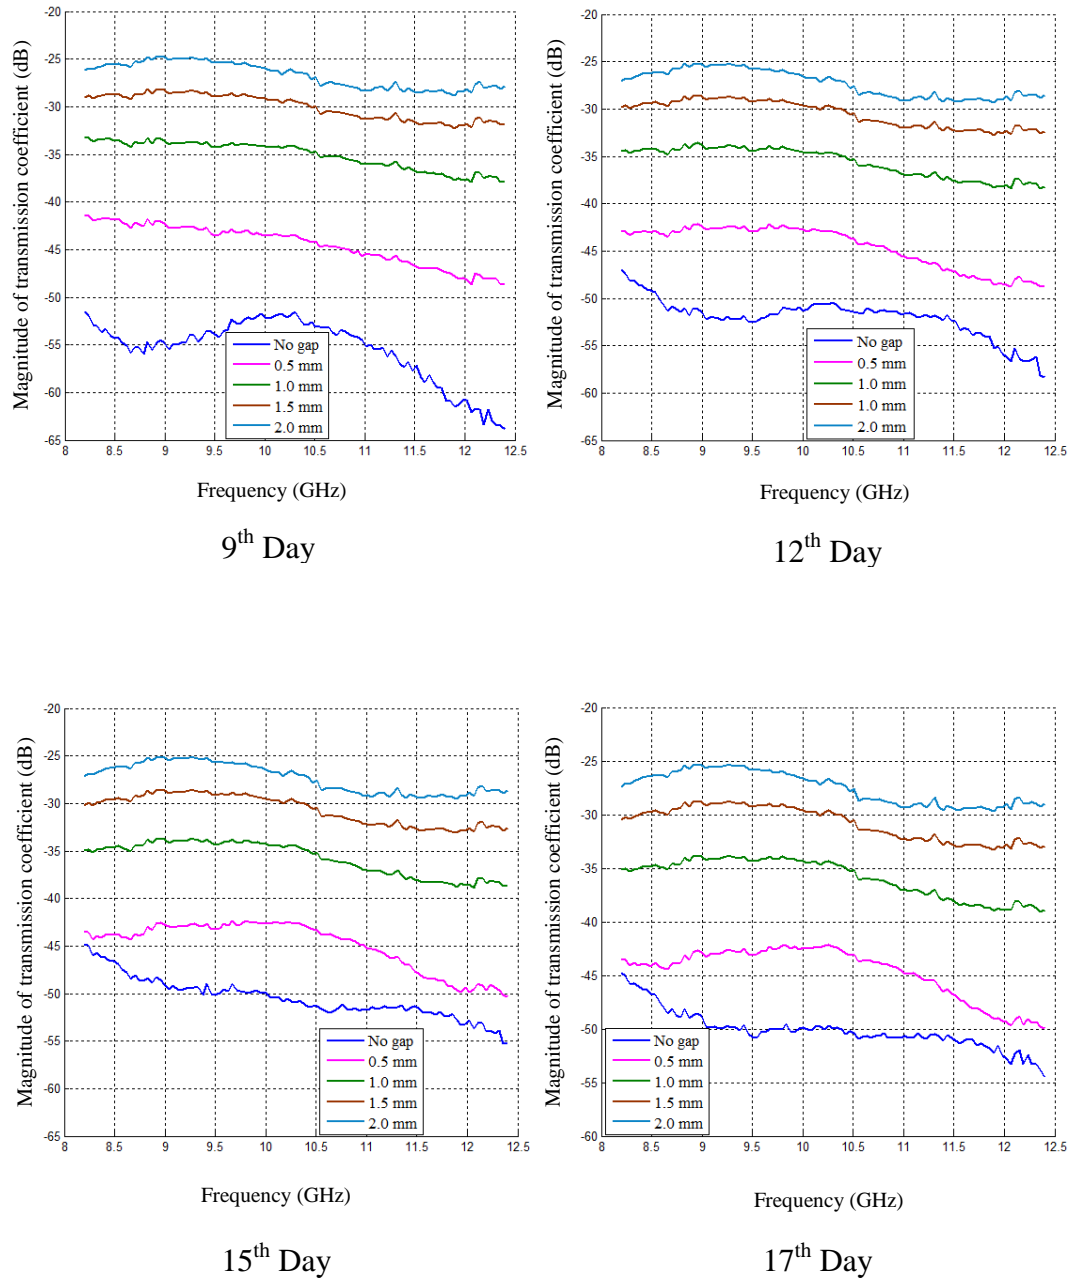 Magnitude of transmission coefficient (dB)
-20
-25
-30
-35
-40
-45
-50
-55
-60
-65
No gap
0.5 mm
1.0 mm
1.5 mm
2.0 mm
8 8.5 9 9.5 10 10.5 11 11.5 12 12.5
Frequency (GHz)
9th Day
Magnitude of transmission coefficient (dB)
-20
-25
-30
-35
-40
-45
-50
-55
-60
-65
No gap
0.5 mm
1.0 mm
1.0 mm
2.0 mm
8 8.5 9 9.5 10 10.5 11 11.5 12 12.5
Frequency (GHz)
12th Day
Magnitude of transmission coefficient (dB)
-20
-25
-30
-35
-40
-45
-50
-55
-60
-65
No gap
0.5 mm
1.0 mm
1.5 mm
2.0 mm
8 8.5 9 9.5 10 10.5 11 11.5 12 12.5
Frequency (GHz)
15th Day
Magnitude of transmission coefficient (dB)
-20
-25
-30
-35
-40
-45
-50
-55
-60
No gap
0.5 mm
1.0 mm
1.5 mm
2.0 mm
8 8.5 9 9.5 10 10.5 11 11.5 12 12.5
Frequency (GHz)
17th Day